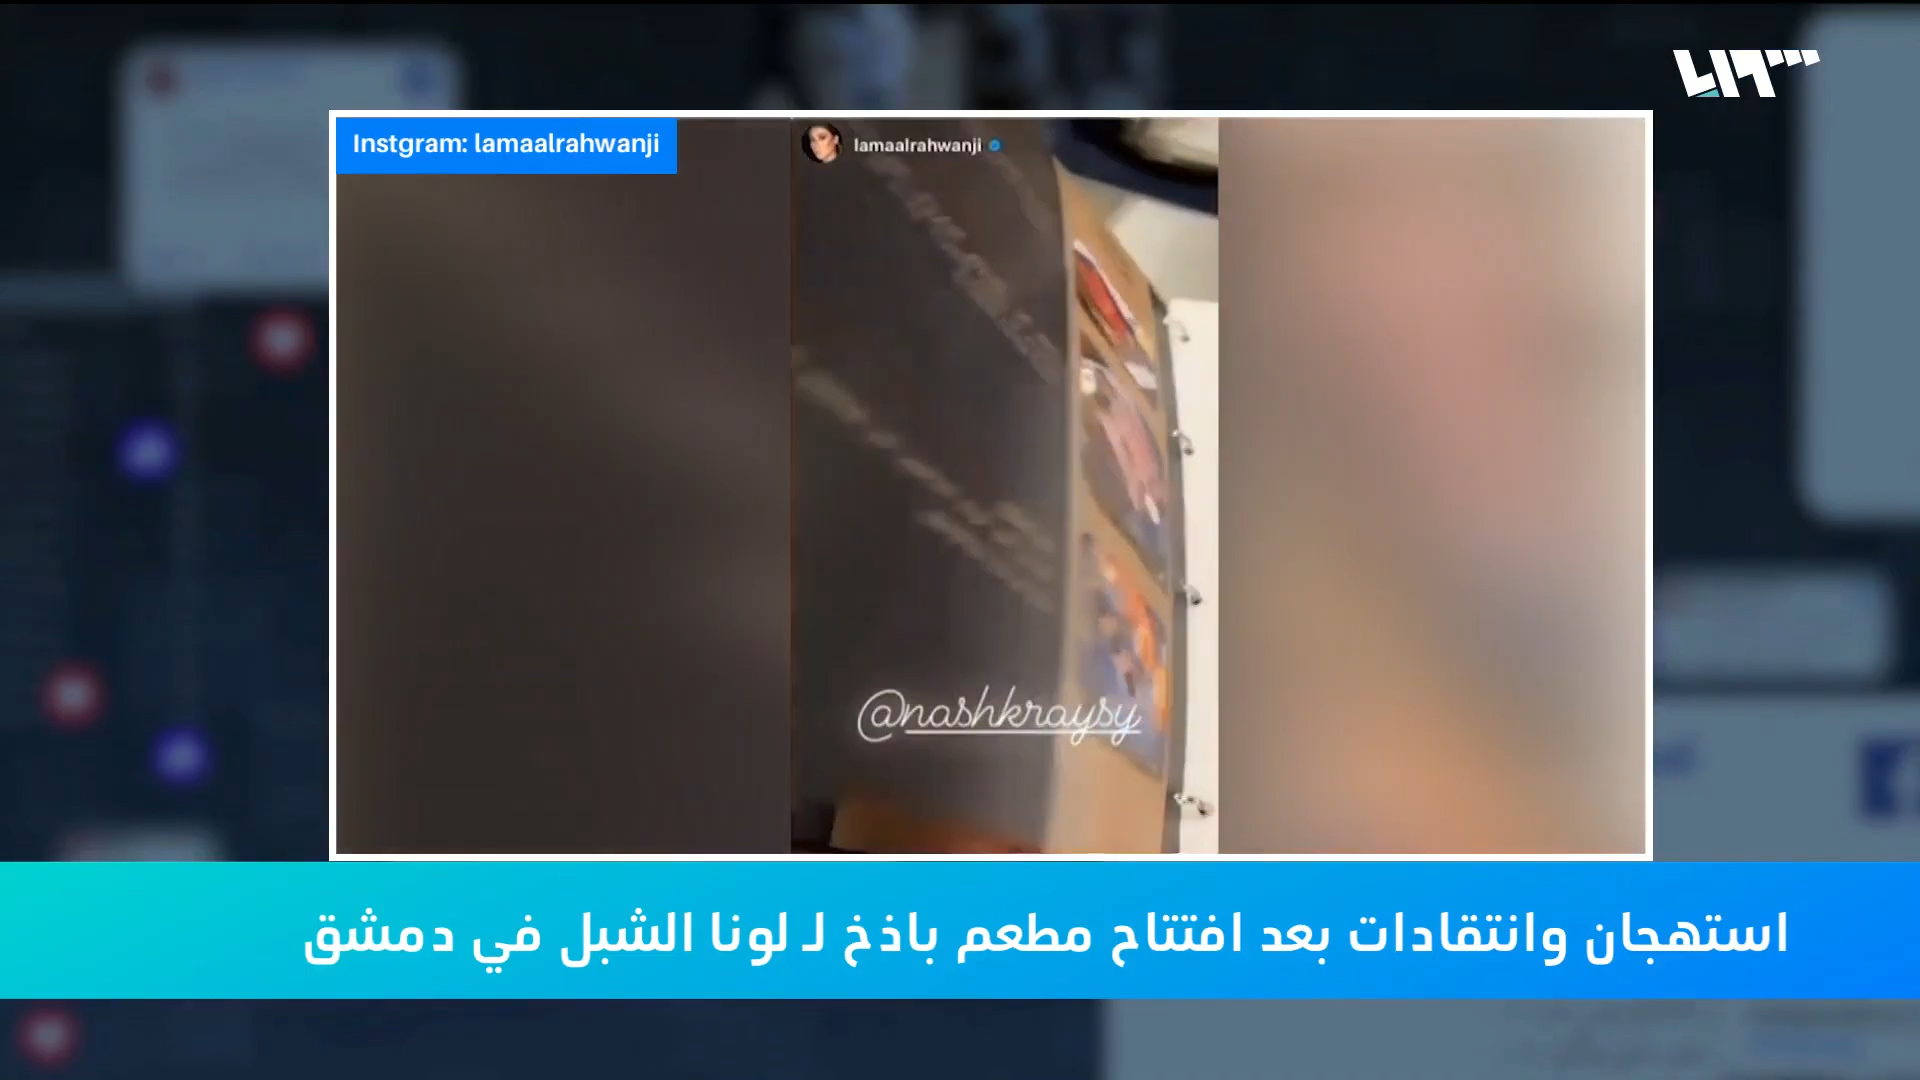 Instgram: lamaalrahwanji
lamaalrahwanji
@nashkraysy
استهجان وانتقادات بعد افتتاح مطعم باذخ لـ لونا الشبل في دمشق